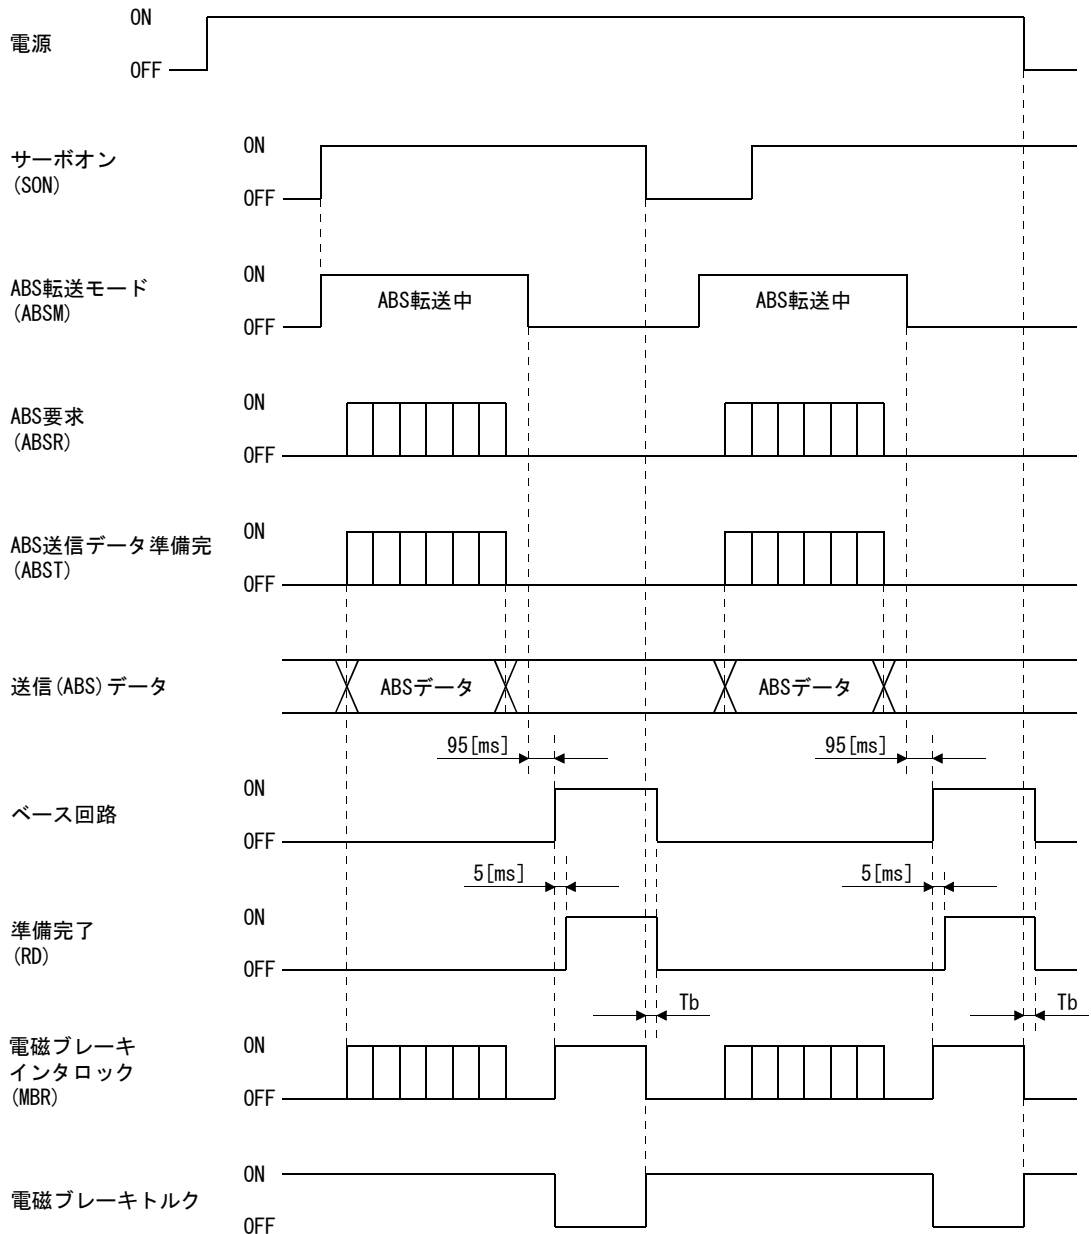 電源
ON
OFF
サーボオン
(SON)
ON
OFF
ABS転送モード
(ABSM)
ON
OFF
ABS転送中
ABS転送中
ABS要求
(ABSR)
ON
OFF
ABS送信データ準備完
(ABST)
ON
OFF
送信(ABS)データ
ABSデータ
ABSデータ
95[ms]
95[ms]
ベース回路
ON
OFF
5[ms]
5[ms]
準備完了
(RD)
ON
OFF
Tb
Tb
電磁ブレーキ
インタロック
(MBR)
ON
OFF
電磁ブレーキトルク
ON
OFF